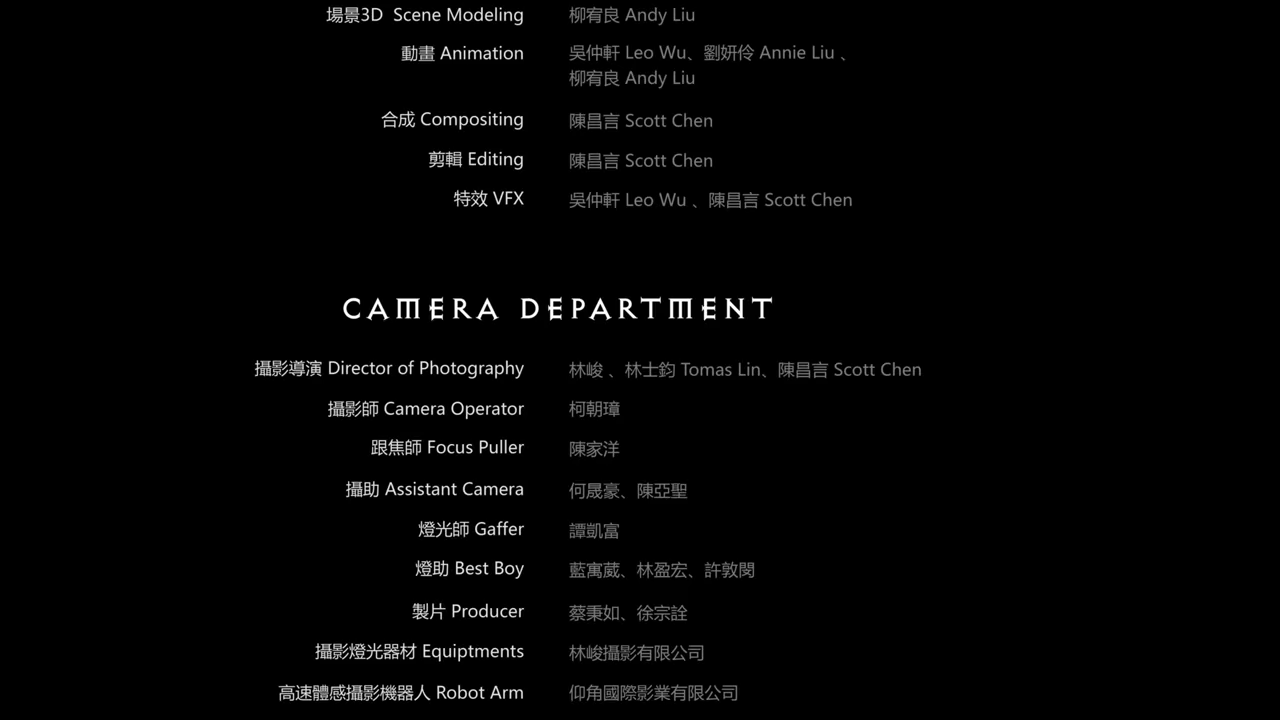 場景3D  Scene Modeling 柳宥良 Andy Liu
動畫 Animation 吳仲軒 Leo Wu、劉妍伶 Annie Liu 、
柳宥良 Andy Liu
合成 Compositing 陳昌言 Scott Chen
剪輯 Editing 陳昌言 Scott Chen
特效 VFX 吳仲軒 Leo Wu 、陳昌言 Scott Chen
CAMERA DEPARTMENT
攝影導演 Director of Photography 林峻 、林士鈞 Tomas Lin、陳昌言 Scott Chen
攝影師 Camera Operator 柯朝璋
跟焦師 Focus Puller 陳家洋
攝助 Assistant Camera 何晟豪、陳亞聖
燈光師 Gaffer 譚凱富
燈助 Best Boy 藍寓葳、林盈宏、許敦閔
製片 Producer 蔡秉如、徐宗詮
攝影燈光器材 Equiptments 林峻攝影有限公司
高速體感攝影機器人 Robot Arm 仰角國際影業有限公司